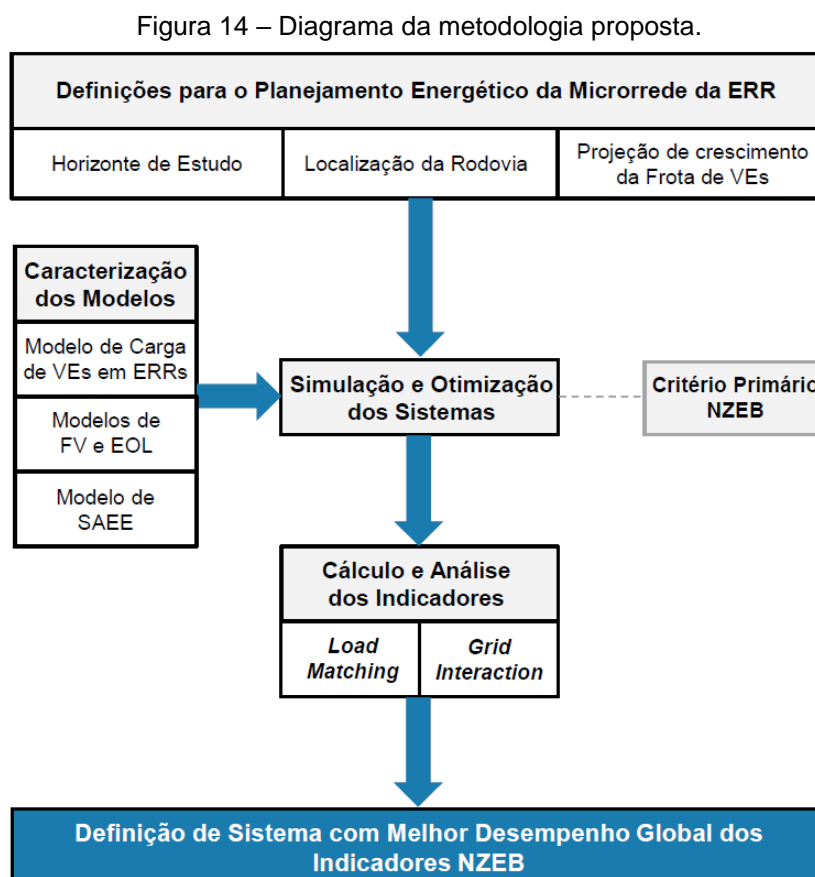 Figura 14 – Diagrama da metodologia proposta.
Definições para o Planejamento Energético da Microrrede da ERR
Horizonte de Estudo
Localização da Rodovia
Projeção de crescimento
da Frota de VEs
Caracterização
dos Modelos
Modelo de Carga
de VEs em ERRs
Modelos de
FV e EOL
Modelo de
SAEE
Simulação e Otimização
dos Sistemas
Critério Primário
NZEB
Cálculo e Análise
dos Indicadores
Load
Matching
Grid
Interaction
Definição de Sistema com Melhor Desempenho Global dos
Indicadores NZEB